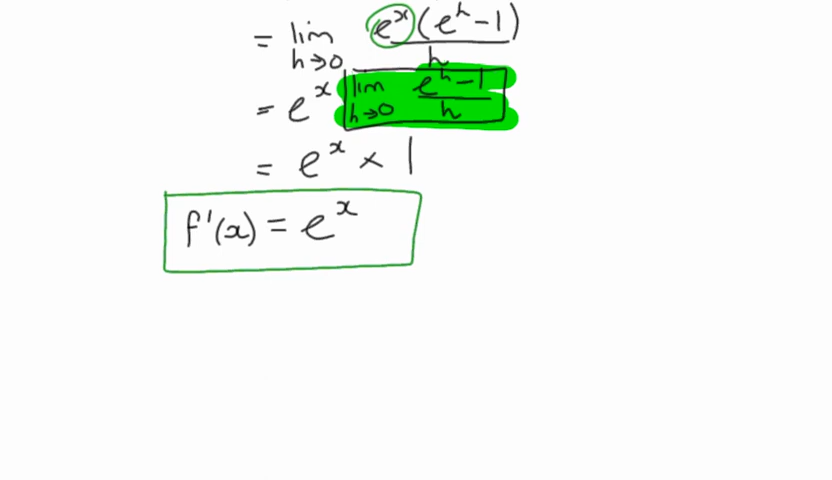 = lim h→0 e^x (e^h - 1) / h
= e^x lim h→0 (e^h - 1) / h
= e^x × 1
f'(x) = e^x